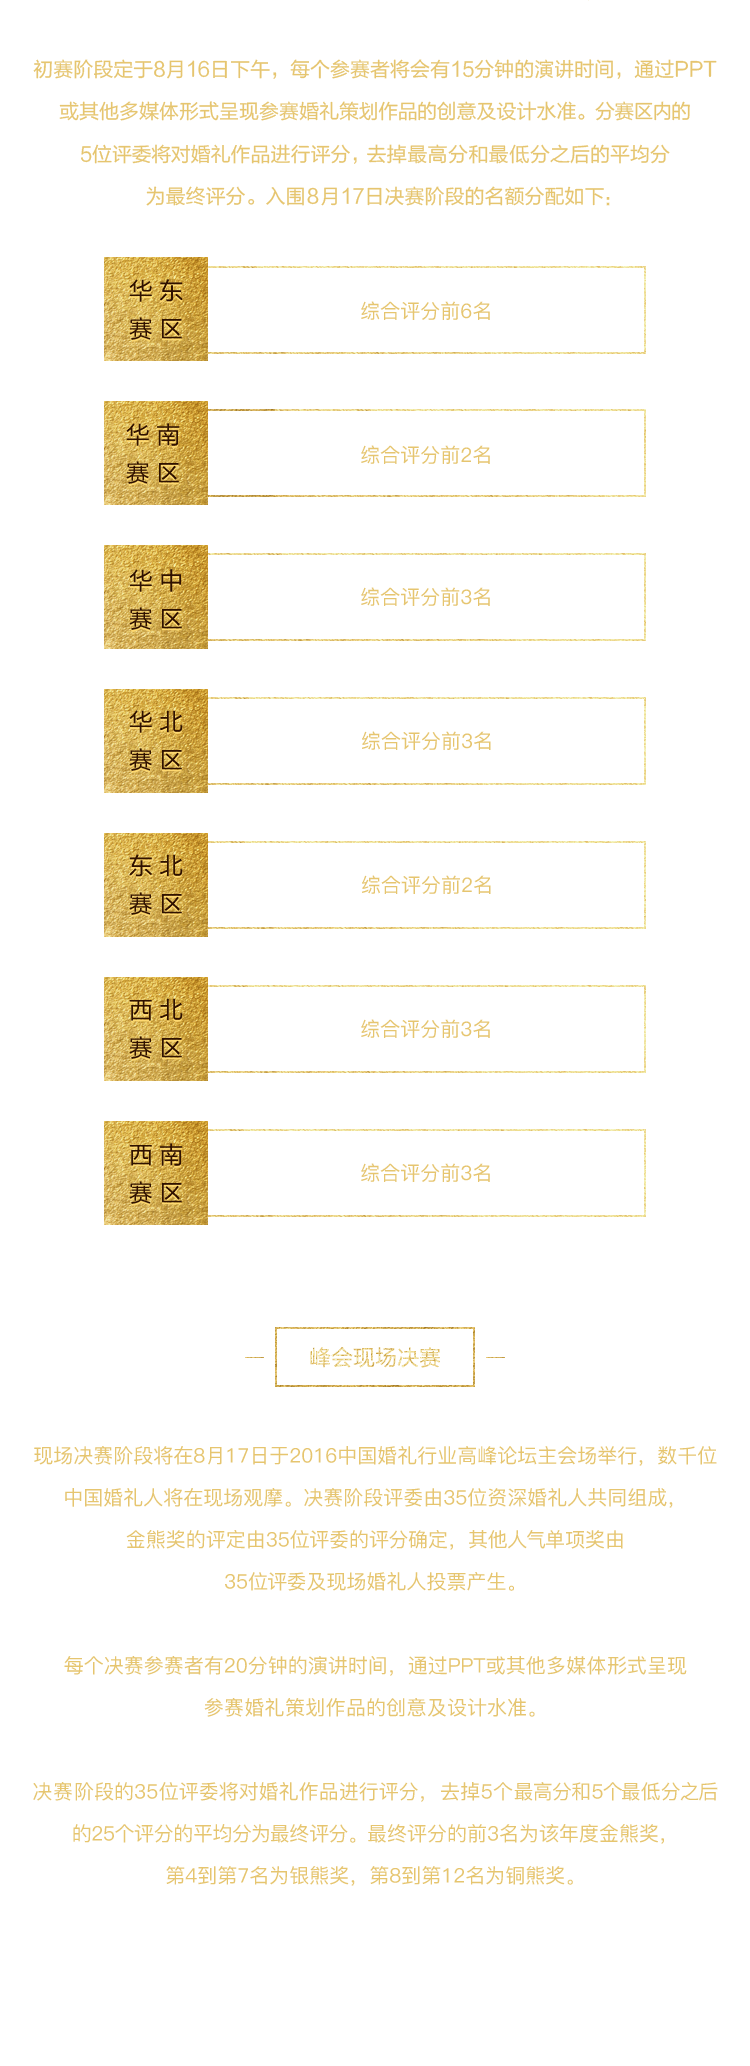 初赛阶段定于8月16日下午，每个参赛者将会有15分钟的演讲时间，通过PPT
或其他多媒体形式呈现参赛婚礼策划作品的创意及设计水准。分赛区内的
5位评委将对婚礼作品进行评分，去掉最高分和最低分之后的平均分
为最终评分。入围8月17日决赛阶段的名额分配如下：
华东
赛区
综合评分前6名
华南
赛区
综合评分前2名
华中
赛区
综合评分前3名
华北
赛区
综合评分前3名
东北
赛区
综合评分前2名
西北
赛区
综合评分前3名
西南
赛区
综合评分前3名
峰会现场决赛
现场决赛阶段将在8月17日于2016中国婚礼行业高峰论坛主会场举行，数千位
中国婚礼人将在现场观摩。决赛阶段评委由35位资深婚礼人共同组成，
金熊奖的评定由35位评委的评分确定，其他人气单项奖由
35位评委及现场婚礼人投票产生。
每个决赛参赛者有20分钟的演讲时间，通过PPT或其他多媒体形式呈现
参赛婚礼策划作品的创意及设计水准。
决赛阶段的35位评委将对婚礼作品进行评分，去掉5个最高分和5个最低分之后
的25个评分的平均分为最终评分。最终评分的前3名为该年度金熊奖，
第4到第7名为银熊奖，第8到第12名为铜熊奖。